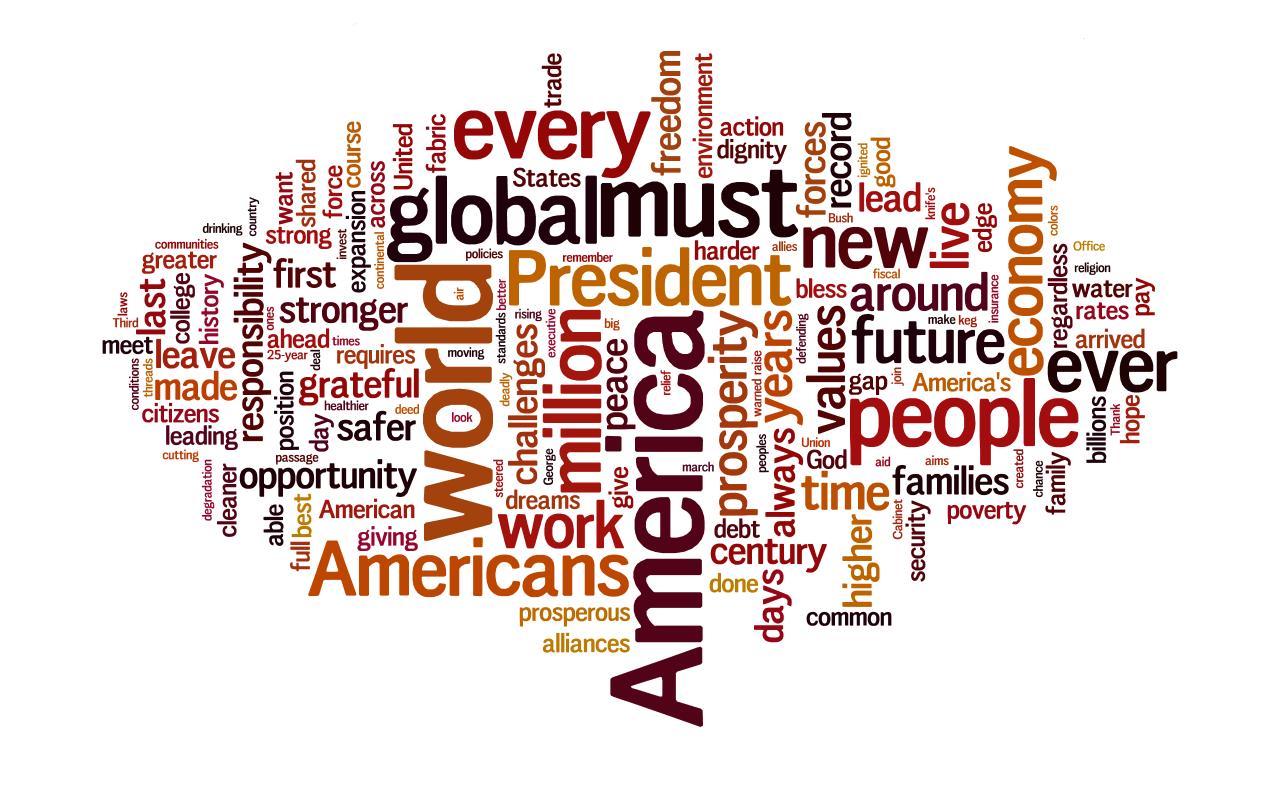 trade
freedom
environment
every
action
dignity
fabric
United
course
across
force
shared
want
States
global
must
forces
record
ignited
good
lead
knife's
Bush
economy
colors
edge
live
new
allies
harder
remember
policies
country
drinking
strong
invest
expansion
continental
communities
greater
first
President
bless
fiscal
around
insurance
regardless
Office
religion
water
rates
pay
laws
Third
last
college
history
responsibility
stronger
ones
ahead
times
25-year
deal
requires
world
air
better
standards
rising
executive
million
big
America
moving
meet
leave
made
threads
conditions
citizens
leading
cutting
position
grateful
healthier
day
deed
safer
look
deadly
challenges
peace
relief
prosperity
warned
raise
years
defending
values
future
make
keg
gap
join
America's
ever
arrived
people
billions
Thank
hope
passage
opportunity
degradation
cleaner
able
best
full
American
giving
steered
George
dreams
give
march
peoples
always
Union
God
aid
aims
families
created
chance
family
time
Cabinet
security
poverty
work
debt
century
Americans
done
days
higher
common
prosperous
alliances